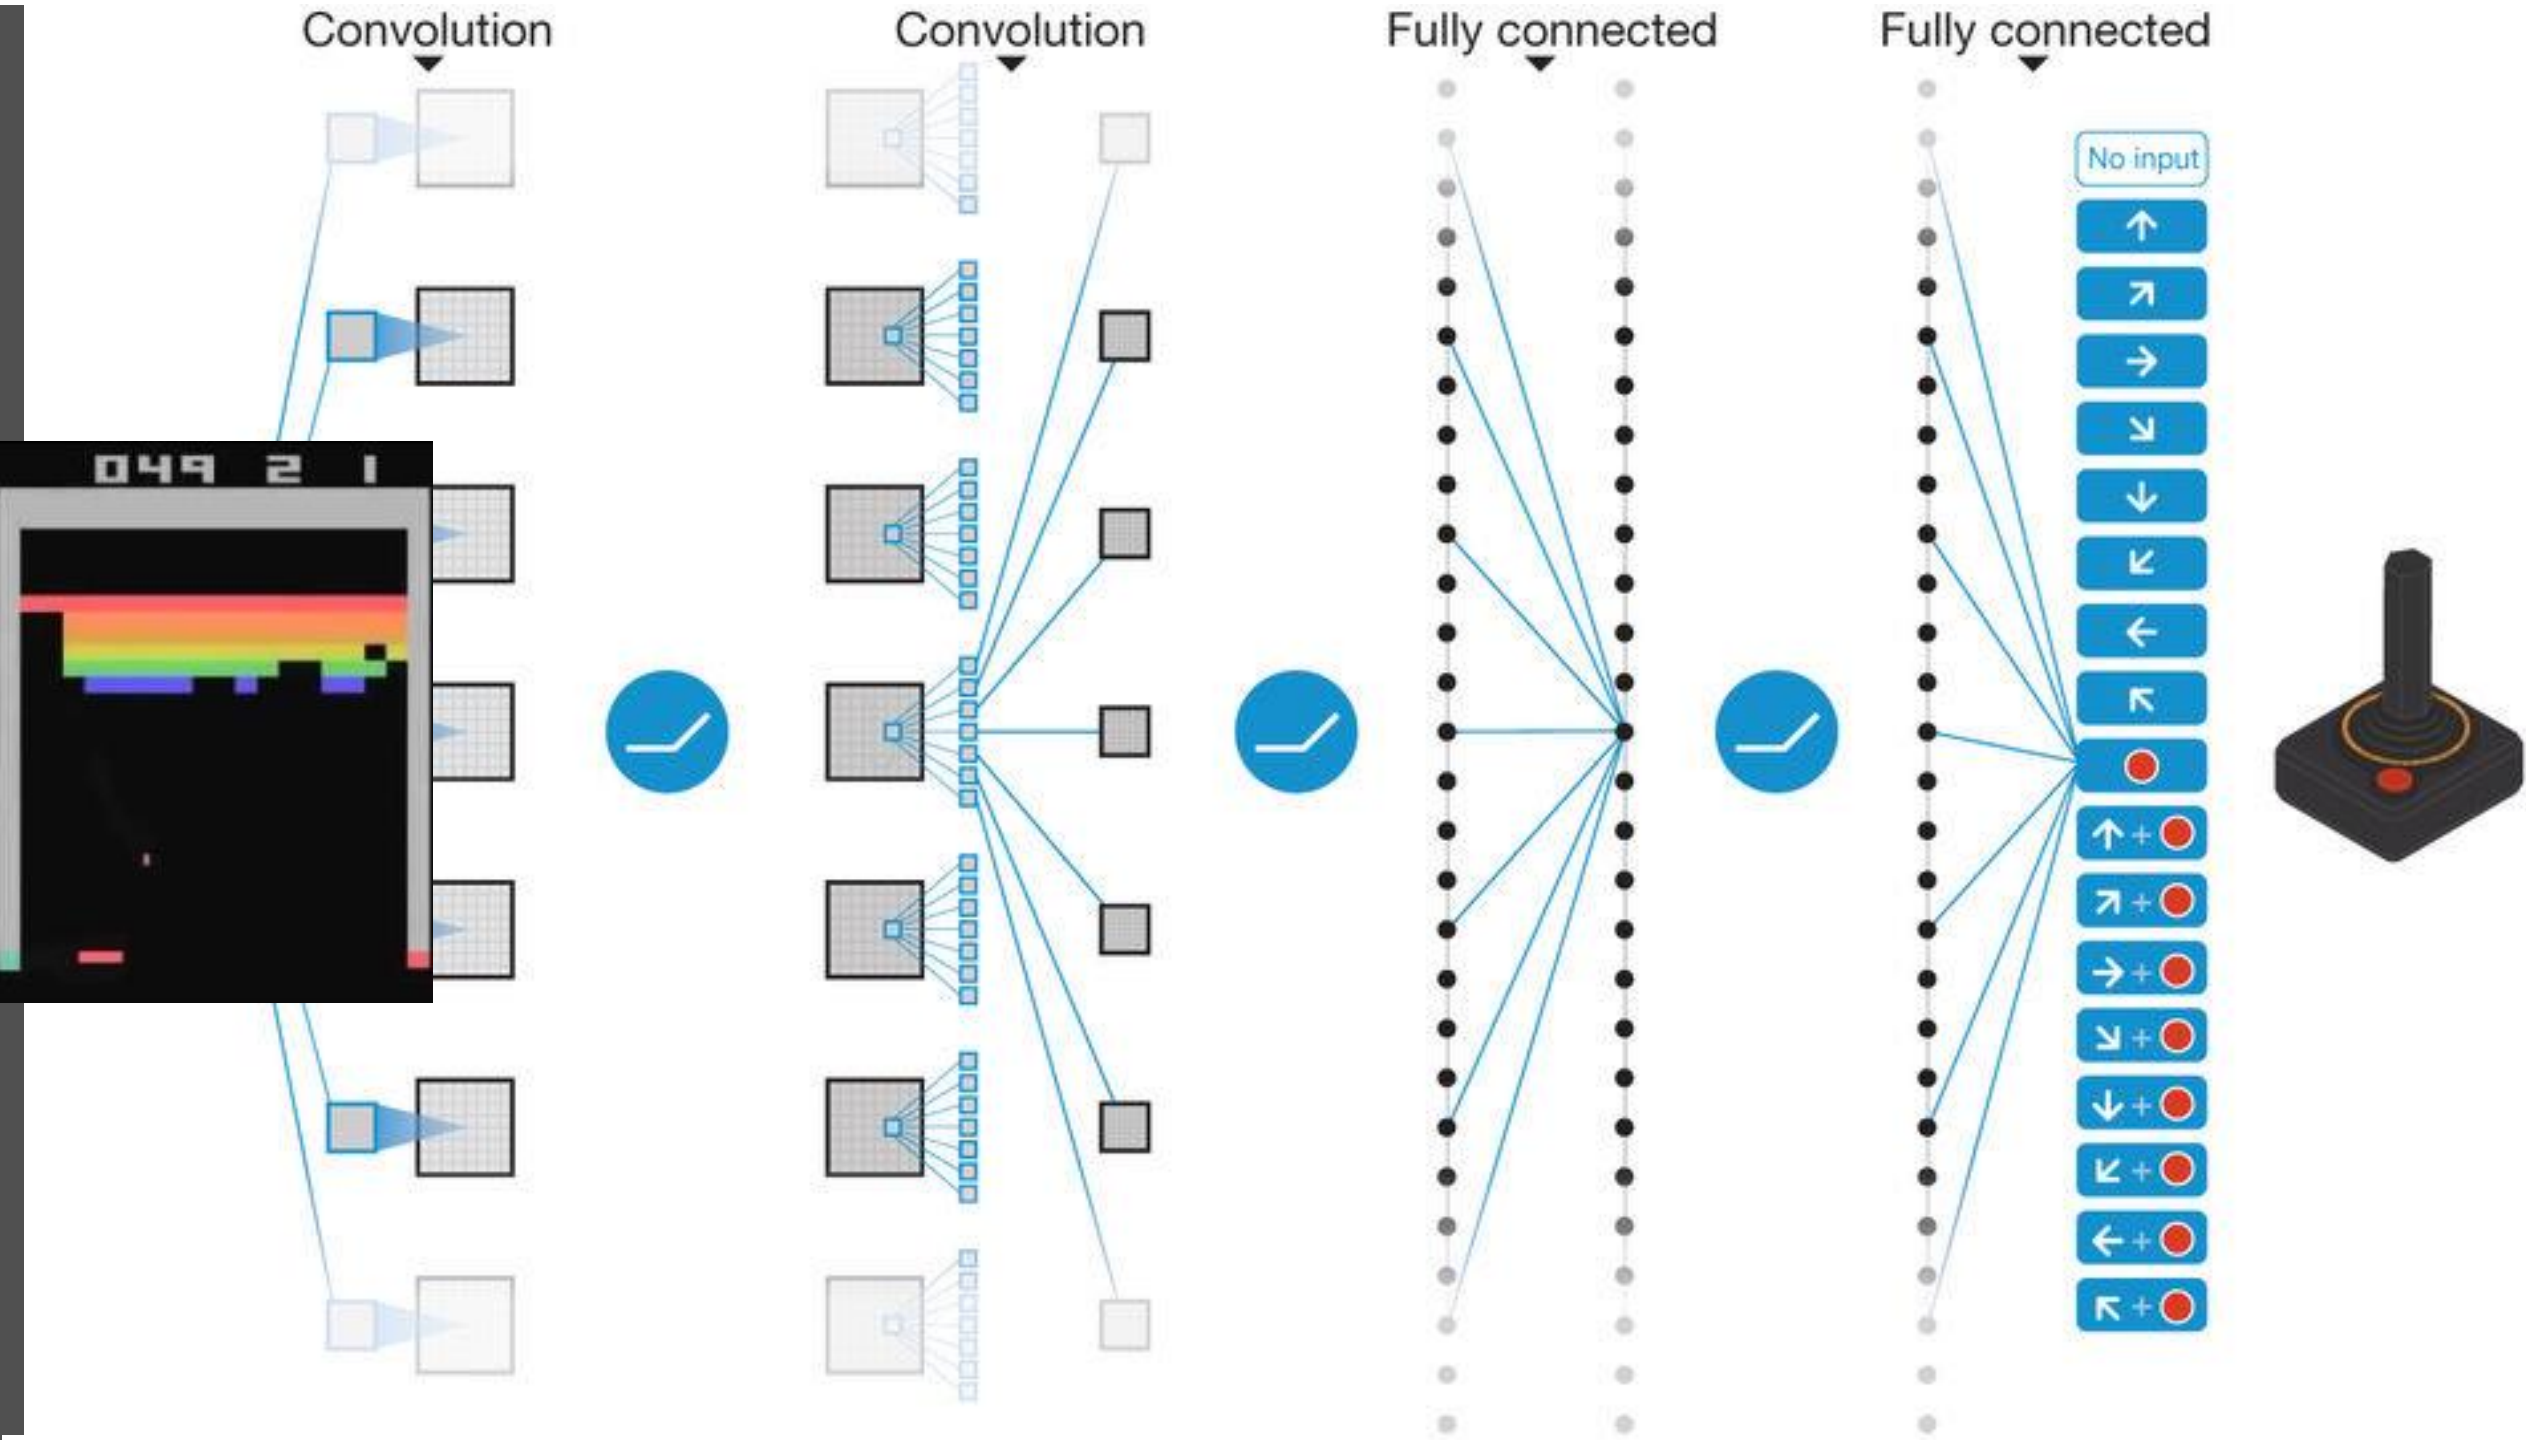 Convolution
Convolution
Fully connected
Fully connected
No input
049 2 1
+
+
+
+
+
+
+
+